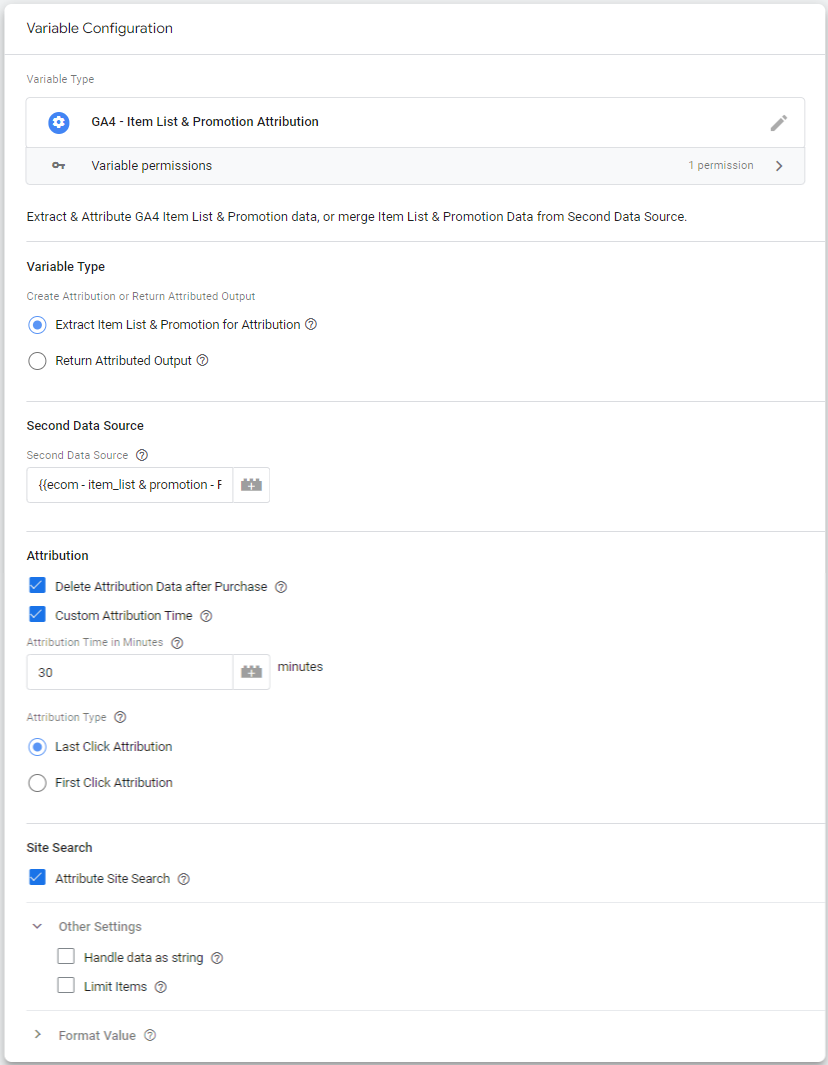 Variable Configuration
Variable Type
GA4 - Item List & Promotion Attribution
Variable permissions 1 permission
Extract & Attribute GA4 Item List & Promotion data, or merge Item List & Promotion Data from Second Data Source.
Variable Type
Create Attribution or Return Attributed Output
Extract Item List & Promotion for Attribution
Return Attributed Output
Second Data Source
Second Data Source
{{ecom - item_list & promotion - F
Attribution
Delete Attribution Data after Purchase
Custom Attribution Time
Attribution Time in Minutes
30 minutes
Attribution Type
Last Click Attribution
First Click Attribution
Site Search
Attribute Site Search
Other Settings
Handle data as string
Limit Items
Format Value